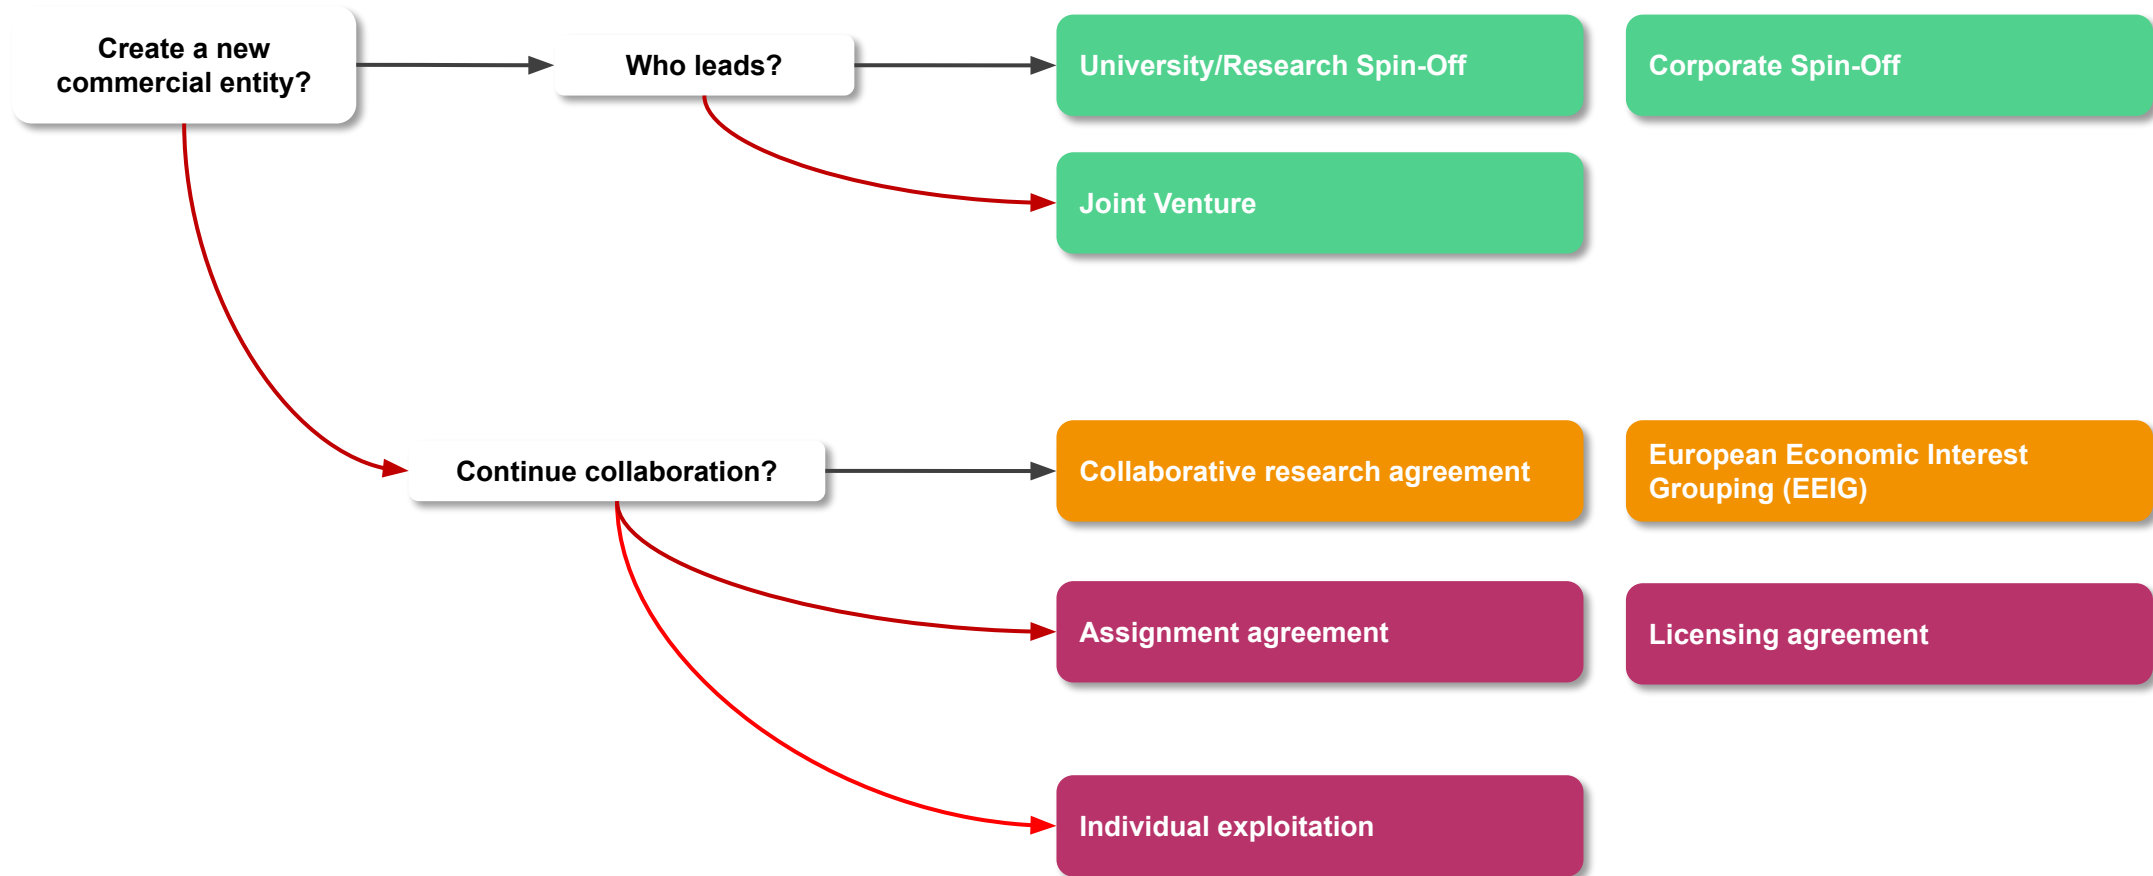 Create a new
commercial entity?
Who leads?
University/Research Spin-Off
Corporate Spin-Off
Joint Venture
Continue collaboration?
Collaborative research agreement
European Economic Interest
Grouping (EEIG)
Assignment agreement
Licensing agreement
Individual exploitation